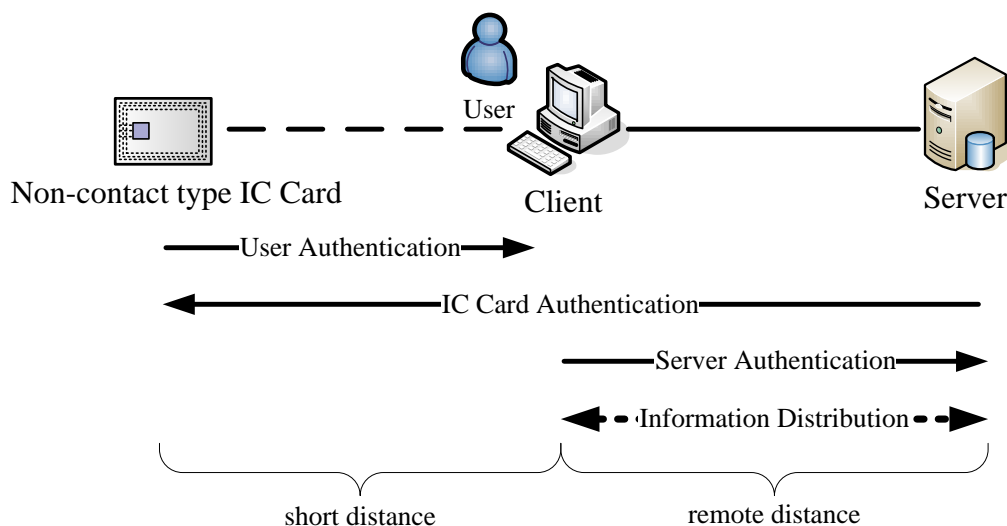 User
Non-contact type IC Card
Client
Server
User Authentication
IC Card Authentication
Server Authentication
Information Distribution
short distance
remote distance